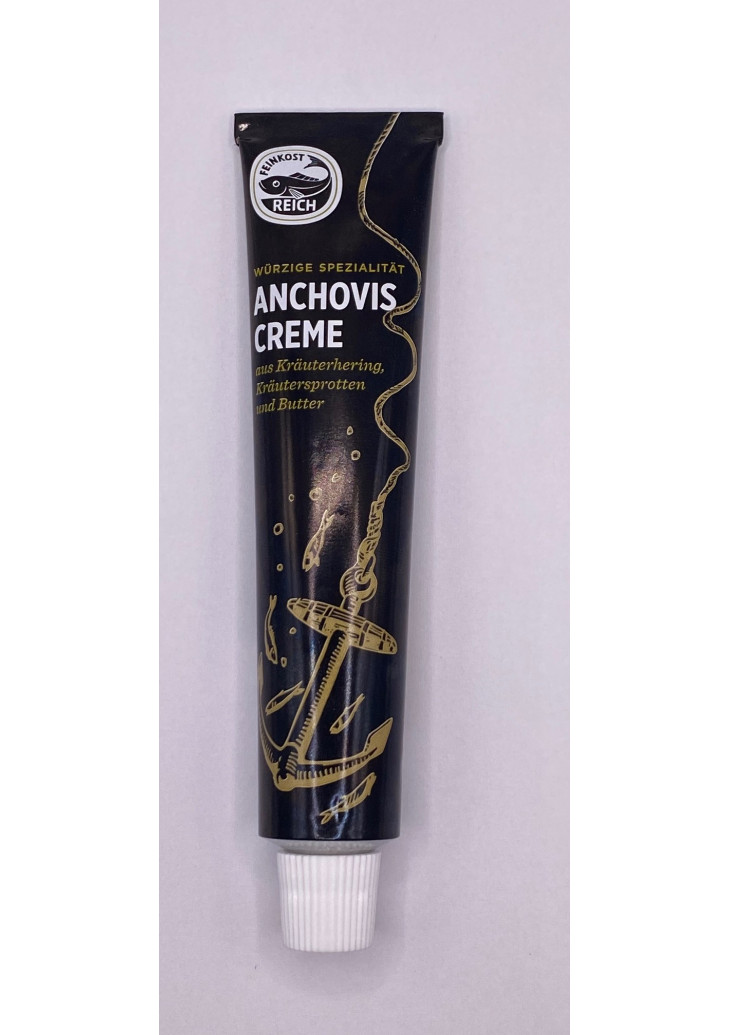 FEINKOST
REICH
WÜRZIGE SPEZIALITÄT
ANCHOVIS
CREME
aus Kräuterhering,
Kräutersprotten
und Butter